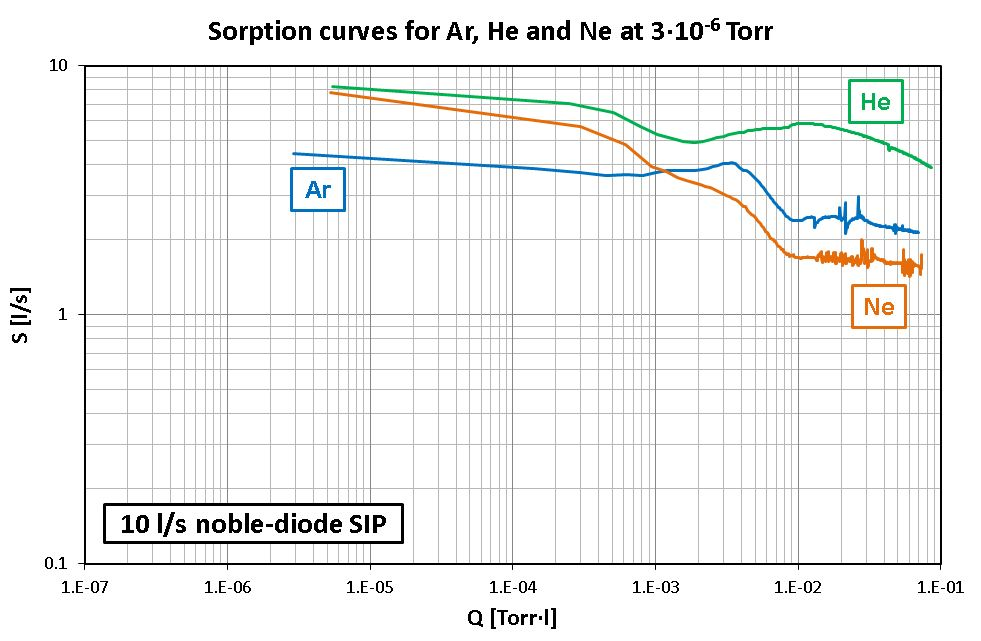 Sorption curves for Ar, He and Ne at 3·10⁻⁶ Torr
10
He
Ar
Ne
1
S [l/s]
10 l/s noble-diode SIP
0.1
1.E-07 1.E-06 1.E-05 1.E-04 1.E-03 1.E-02 1.E-01
Q [Torr·l]